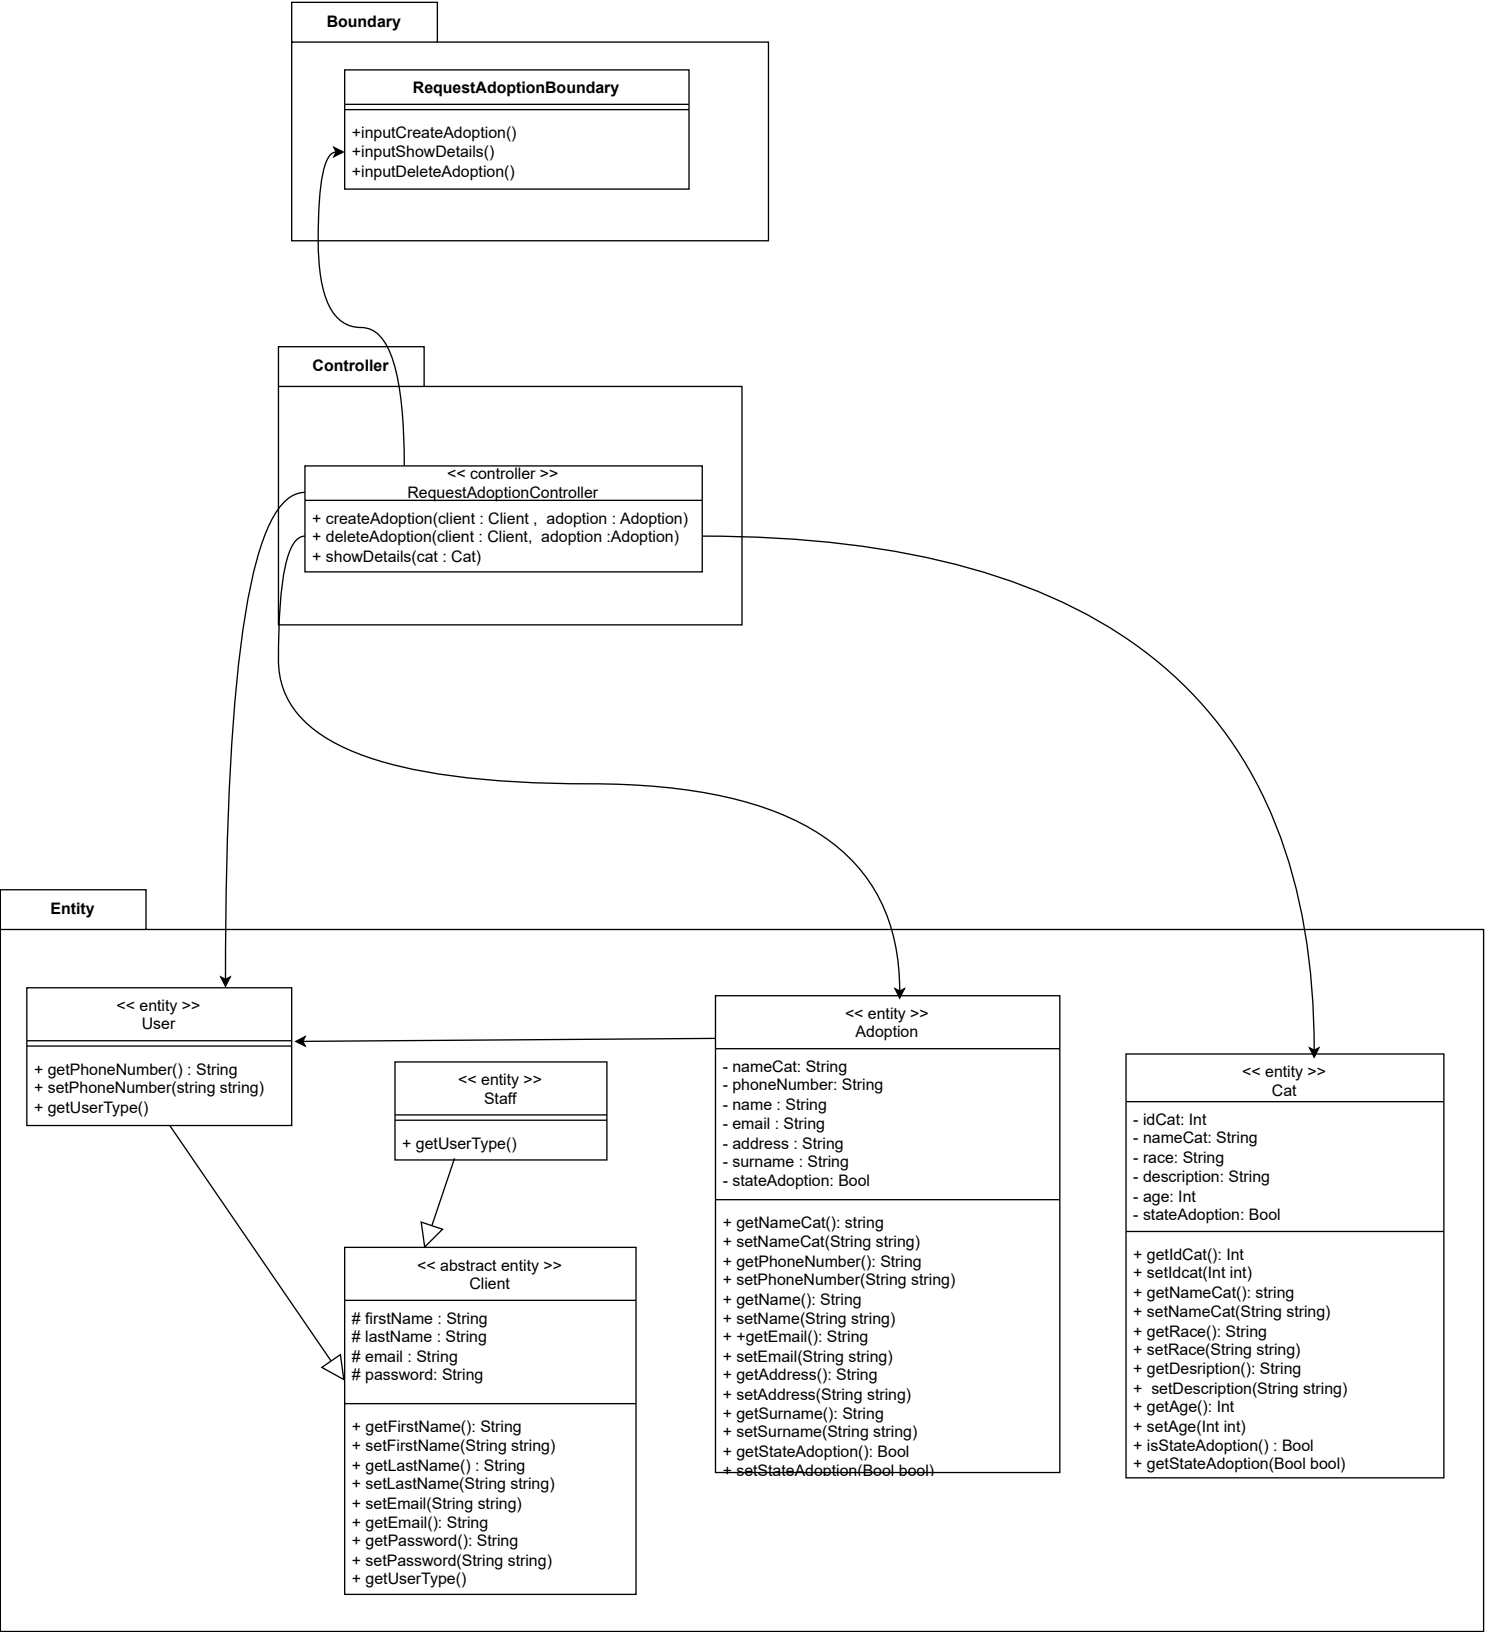 Boundary
RequestAdoptionBoundary
+inputCreateAdoption()
+inputShowDetails()
+inputDeleteAdoption()
Controller
<< controller >>
RequestAdoptionController
+ createAdoption(client : Client ,  adoption : Adoption)
+ deleteAdoption(client : Client,  adoption :Adoption)
+ showDetails(cat : Cat)
Entity
<< entity >>
User
+ getPhoneNumber() : String
+ setPhoneNumber(string string)
+ getUserType()
<< entity >>
Staff
+ getUserType()
<< abstract entity >>
Client
# firstName : String
# lastName : String
# email : String
# password: String
+ getFirstName(): String
+ setFirstName(String string)
+ getLastName() : String
+ setLastName(String string)
+ setEmail(String string)
+ getEmail(): String
+ getPassword(): String
+ setPassword(String string)
+ getUserType()
<< entity >>
Adoption
- nameCat: String
- phoneNumber: String
- name : String
- email : String
- address : String
- surname : String
- stateAdoption: Bool
+ getNameCat(): string
+ setNameCat(String string)
+ getPhoneNumber(): String
+ setPhoneNumber(String string)
+ getName(): String
+ setName(String string)
+ +getEmail(): String
+ setEmail(String string)
+ getAddress(): String
+ setAddress(String string)
+ getSurname(): String
+ setSurname(String string)
+ getStateAdoption(): Bool
+ setStateAdoption(Bool bool)
<< entity >>
Cat
- idCat: Int
- nameCat: String
- race: String
- description: String
- age: Int
- stateAdoption: Bool
+ getIdCat(): Int
+ setIdcat(Int int)
+ getNameCat(): string
+ setNameCat(String string)
+ getRace(): String
+ setRace(String string)
+ getDesription(): String
+  setDescription(String string)
+ getAge(): Int
+ setAge(Int int)
+ isStateAdoption() : Bool
+ getStateAdoption(Bool bool)